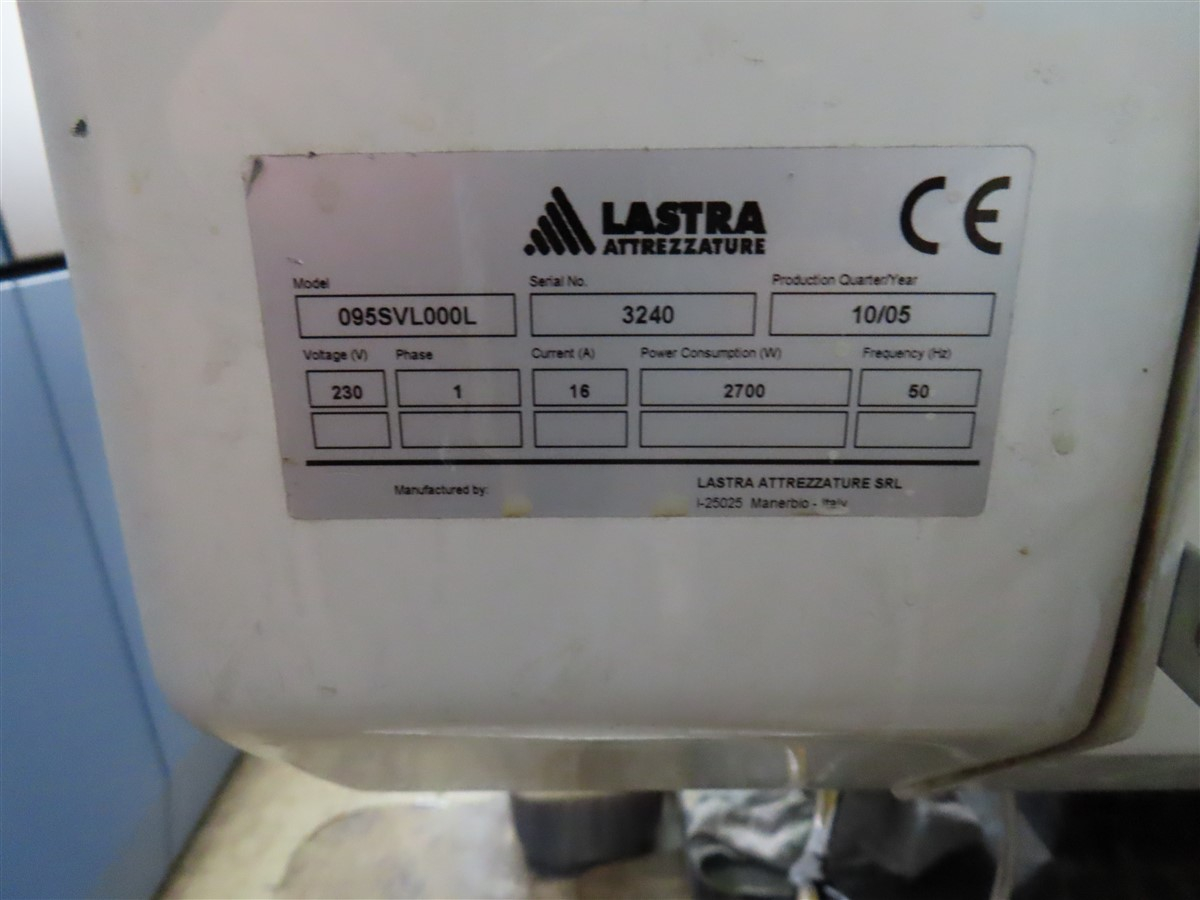 LASTRA
ATTREZZATURE
CE
Model Serial No. Production Quarter/Year
095SVL000L 3240 10/05
Voltage (V) Phase Current (A) Power Consumption (W) Frequency (Hz)
230 1 16 2700 50
Manufactured by: LASTRA ATTREZZATURE SRL
I-25025 Manerbio - Italy